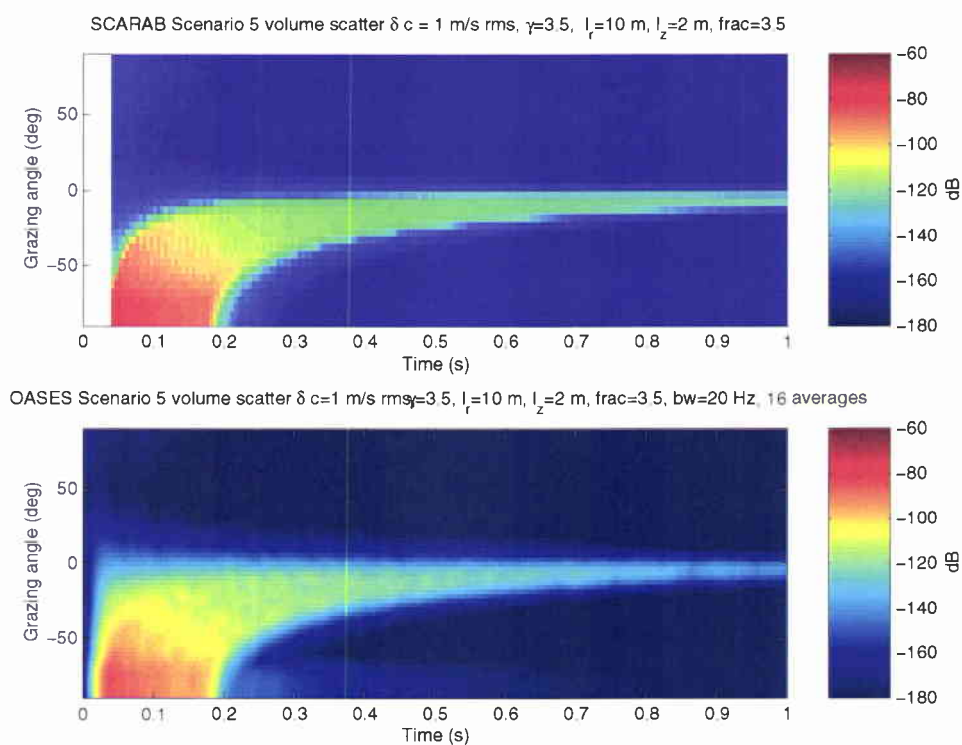 SCARAB Scenario 5 volume scatter δ c = 1 m/s rms, γ=3.5, l_r=10 m, l_z=2 m, frac=3.5
Grazing angle (deg)
50
0
−50
0 0.1 0.2 0.3 0.4 0.5 0.6 0.7 0.8 0.9 1
Time (s)
−60
−80
−100
−120
−140
−160
−180
dB
OASES Scenario 5 volume scatter δ c=1 m/s rms,γ=3.5, l_r=10 m, l_z=2 m, frac=3.5, bw=20 Hz, 16 averages
Grazing angle (deg)
50
0
−50
0 0.1 0.2 0.3 0.4 0.5 0.6 0.7 0.8 0.9 1
Time (s)
−60
−80
−100
−120
−140
−160
−180
dB